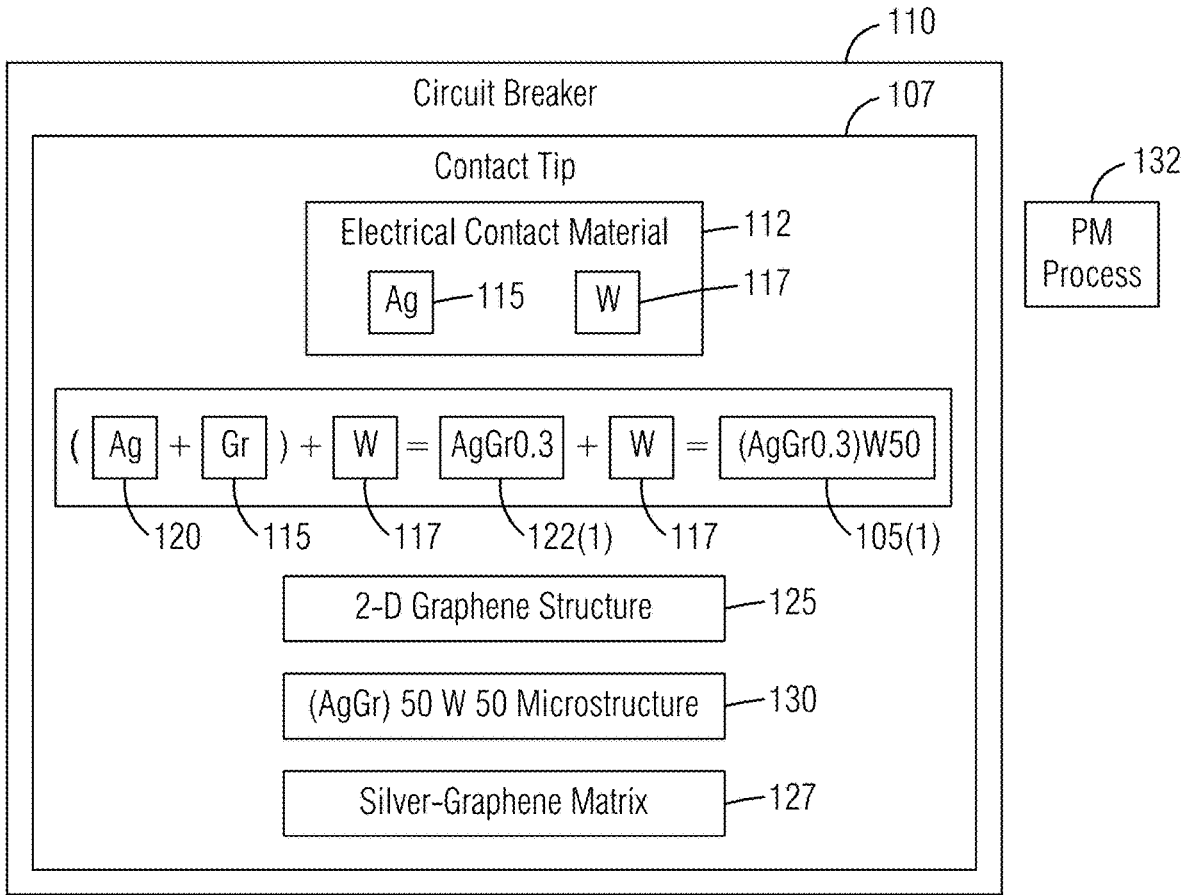 110
Circuit Breaker
107
Contact Tip
132
PM
Process
Electrical Contact Material
112
Ag
115
W
117
( Ag + Gr ) + W = AgGr0.3 + W = (AgGr0.3)W50
120 115 117 122(1) 117 105(1)
2-D Graphene Structure
125
(AgGr) 50 W 50 Microstructure
130
Silver-Graphene Matrix
127